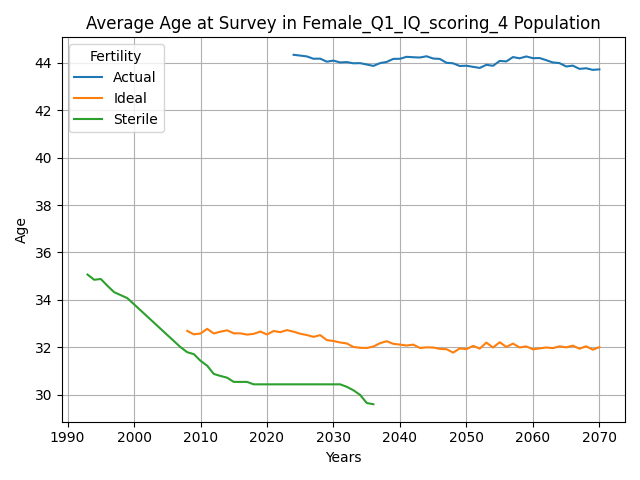 Average Age at Survey in Female_Q1_IQ_scoring_4 Population
Fertility
Actual
Ideal
Sterile
Age
44
42
40
38
36
34
32
30
1990 2000 2010 2020 2030 2040 2050 2060 2070
Years